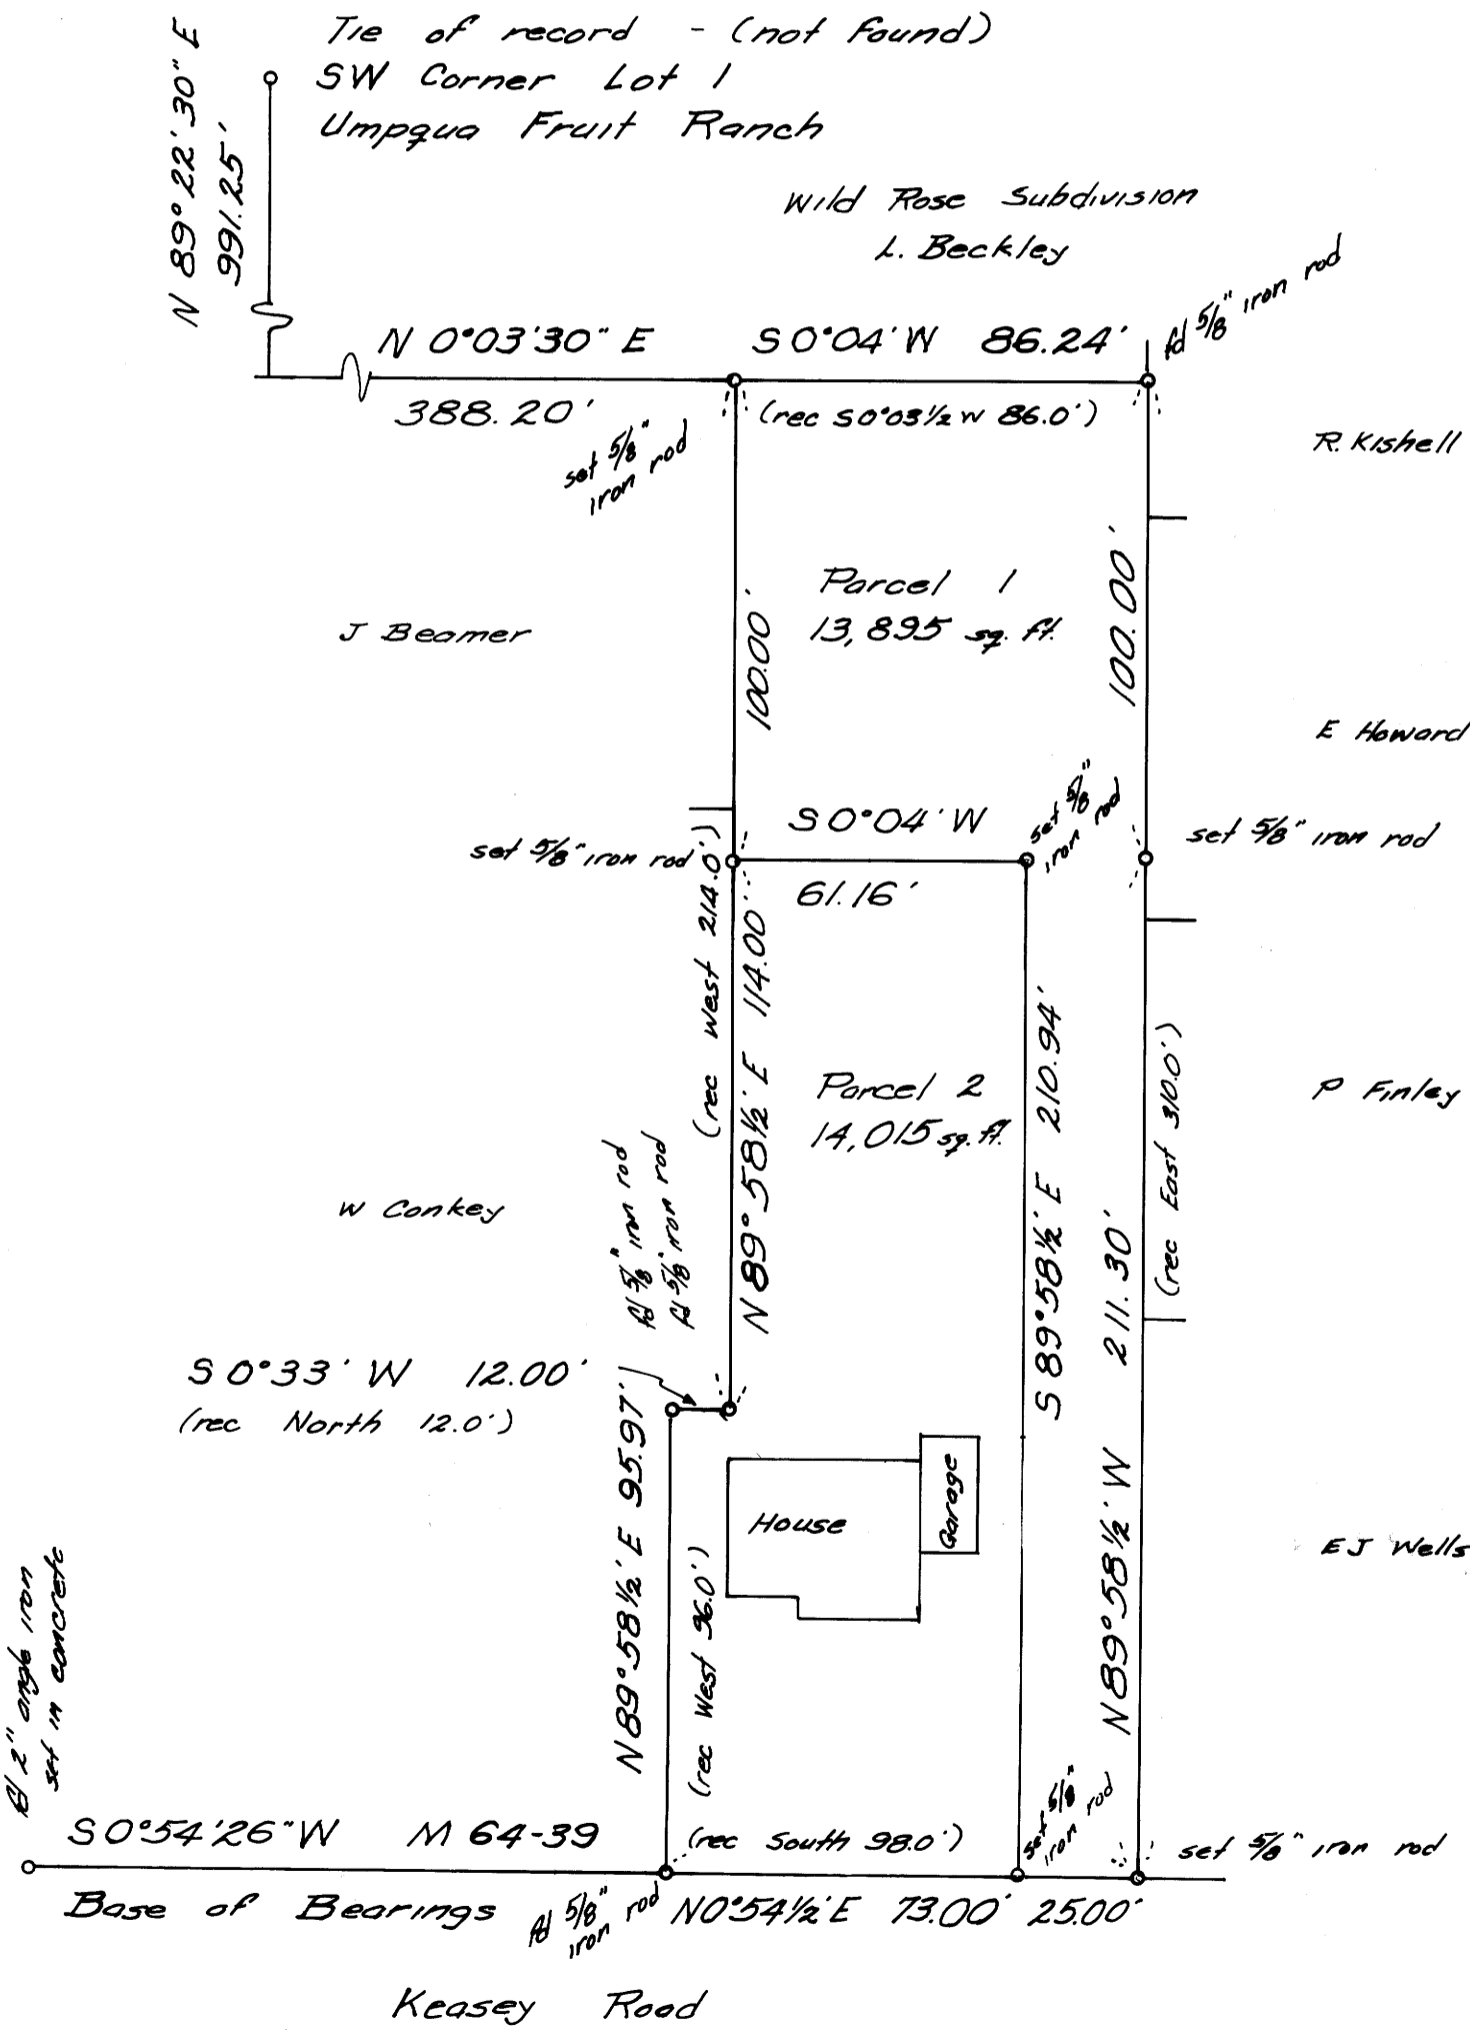 Tie of record - (not found)
SW Corner Lot 1
Umpqua Fruit Ranch
N 89°22'30" E
991.25'
Wild Rose Subdivision
L. Beckley
fd 5/8" iron rod
N 0°03'30" E
S 0°04' W 86.24'
388.20'
(rec S0°03½ W 86.0')
set 5/8"
iron rod
R. Kishell
Parcel 1
13,895 sq. ft.
100.00'
100.00'
J Beamer
E Howard
S 0°04' W
set 5/8"
iron rod
set 5/8" iron rod
set 5/8" iron rod
61.16'
(rec West 214.0')
N 89°58½' E 114.00'
Parcel 2
14,015 sq. ft.
S 89°58½' E 210.94'
(rec East 310.0')
P Finley
W Conkey
fd 5/8" iron rod
fd 5/8" iron rod
N 89°58½' W 211.30'
S 0°33' W 12.00'
(rec North 12.0')
N 89°58½' E 95.97'
(rec West 96.0')
House
Garage
EJ Wells
fd 2" angle iron
set in concrete
S 0°54'26" W M 64-39
(rec South 98.0')
set 5/8"
iron rod
set 5/8" iron rod
Base of Bearings
fd 5/8"
iron rod
N0°54½'E 73.00' 25.00'
Keasey Road